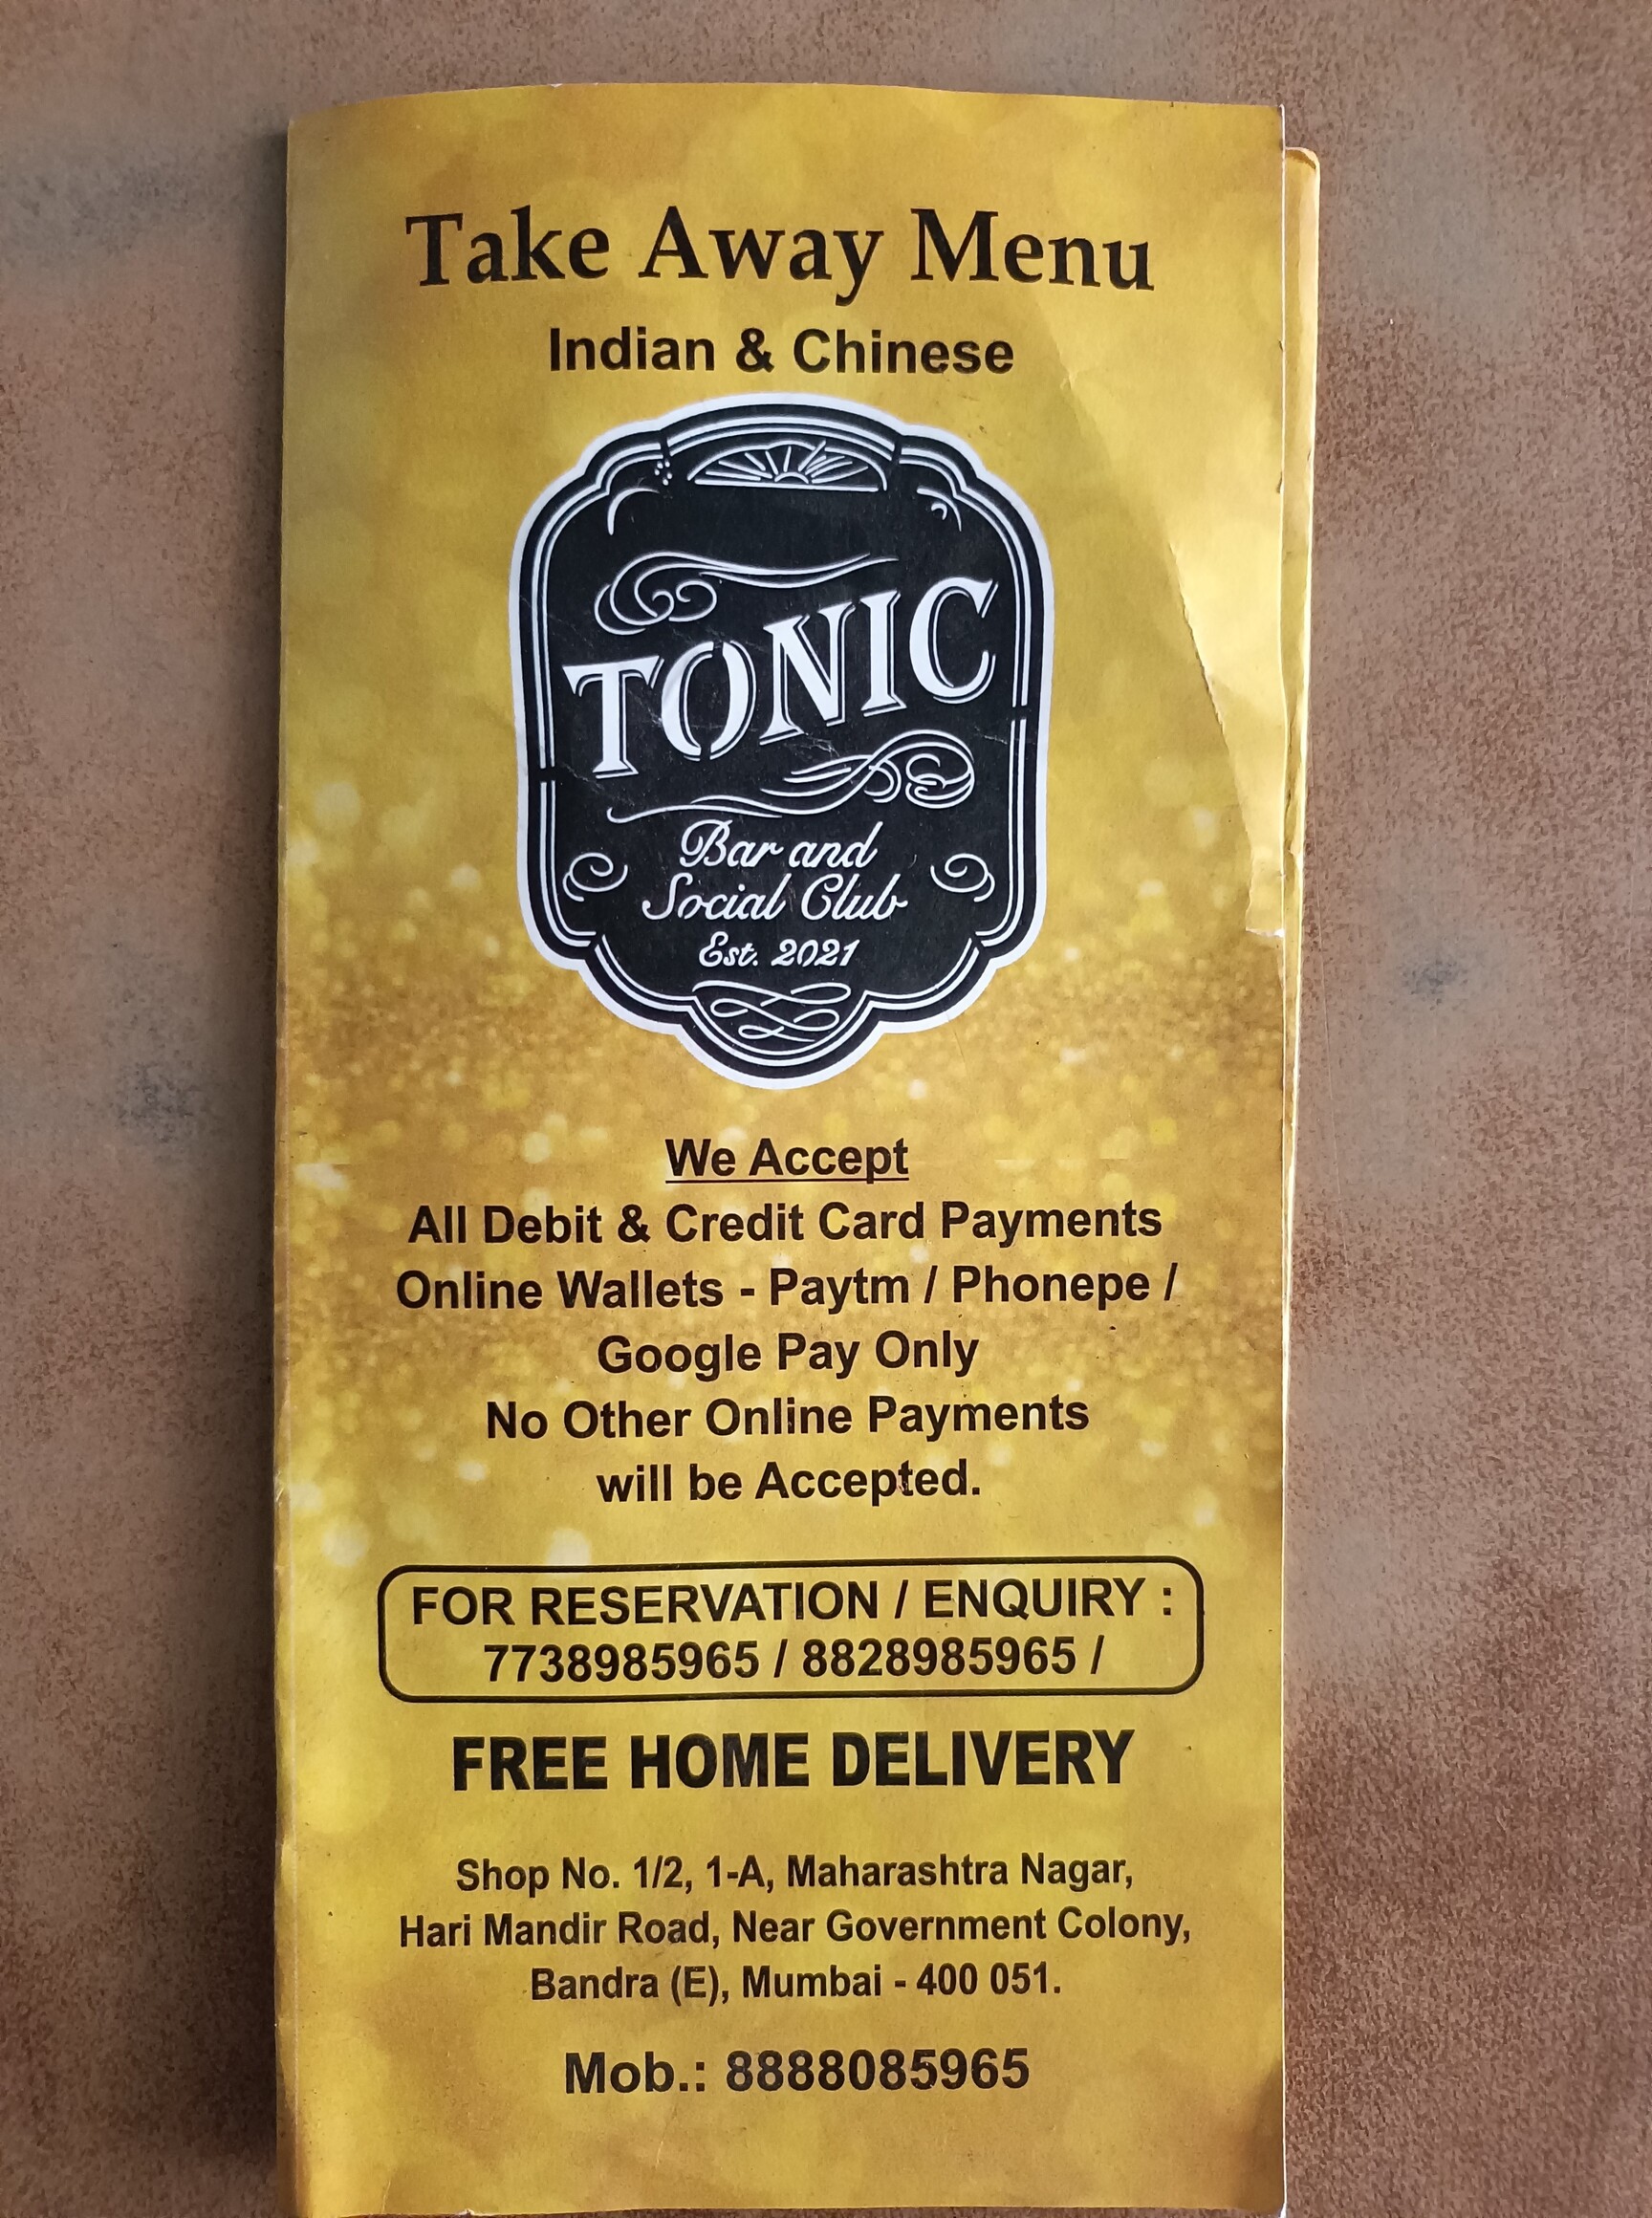 Take Away Menu
Indian & Chinese
TONIC
Bar and
Social Club
Est. 2021
We Accept
All Debit & Credit Card Payments
Online Wallets - Paytm / Phonepe /
Google Pay Only
No Other Online Payments
will be Accepted.
FOR RESERVATION / ENQUIRY :
7738985965 / 8828985965 /
FREE HOME DELIVERY
Shop No. 1/2, 1-A, Maharashtra Nagar,
Hari Mandir Road, Near Government Colony,
Bandra (E), Mumbai - 400 051.
Mob.: 8888085965